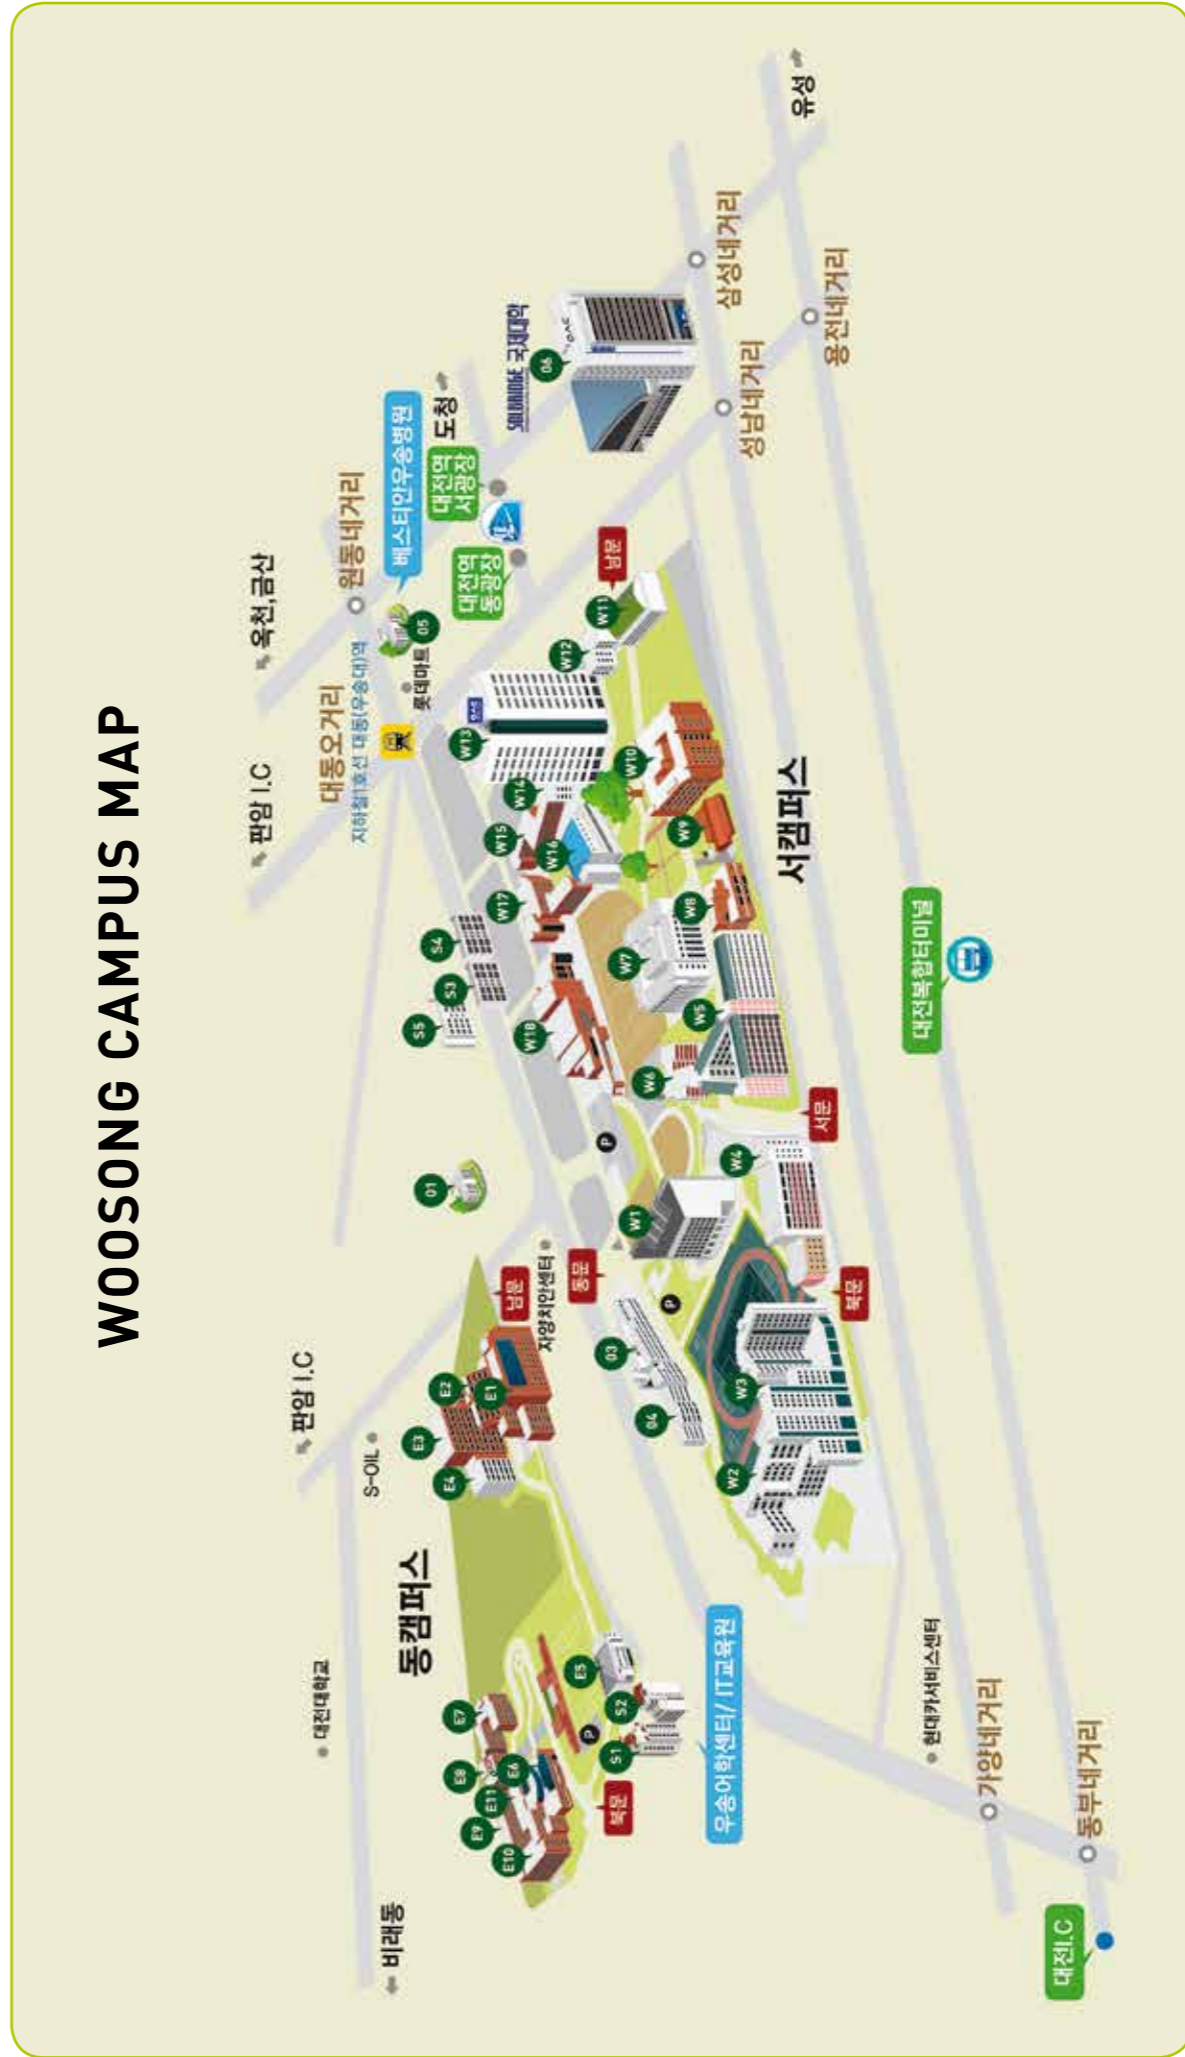 WOOSONG CAMPUS MAP
← 비래동
대전대학교
S-OIL
판암 I.C
판암 I.C
옥천,금산
대동오거리
지하철1호선 대동(우송대)역
원동네거리
롯데마트
05
베스티안우송병원
도청
대전역
서광장
대전역
동광장
SOLBRIDGE 국제대학
06
동캠퍼스
E7
E8
E11
E6
E9
E10
E5
S2
S1
P
북문
E4
E3
E2
E1
남문
자양치안센터
01
S5
S3
S4
동문
03
04
P
P
W1
W2
W3
W4
W5
W6
W7
W8
W9
W10
W11
W12
W13
W14
W15
W16
W17
W18
남문
서문
북문
서캠퍼스
우송어학센터/ IT교육원
현대카서비스센터
가양네거리
동부네거리
대전I.C
대전복합터미널
성남네거리
삼성네거리
용전네거리
유성